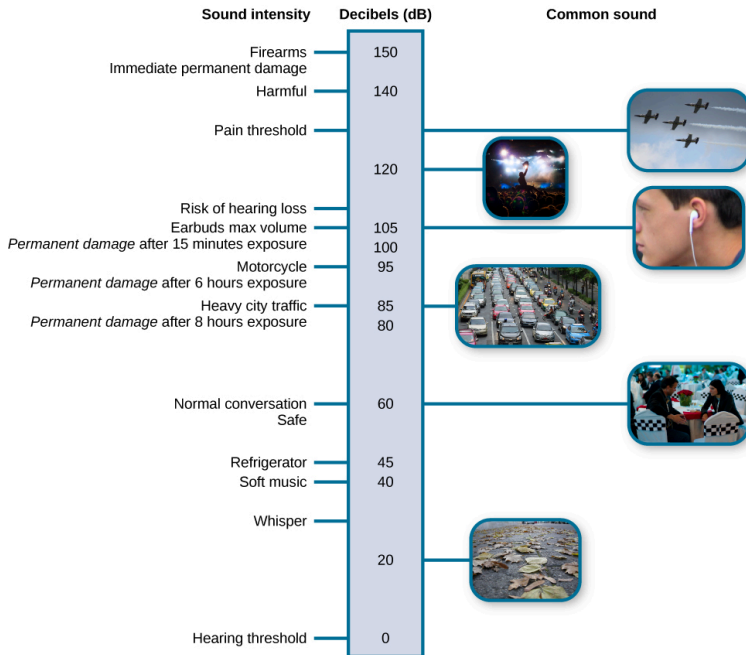 Sound intensity Decibels (dB) Common sound
Firearms 150
Immediate permanent damage
Harmful 140
Pain threshold
120
Risk of hearing loss
Earbuds max volume 105
Permanent damage after 15 minutes exposure 100
Motorcycle 95
Permanent damage after 6 hours exposure
Heavy city traffic 85
Permanent damage after 8 hours exposure 80
Normal conversation 60
Safe
Refrigerator 45
Soft music 40
Whisper
20
Hearing threshold 0